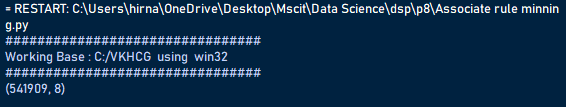 = RESTART: C:\Users\hirna\OneDrive\Desktop\Mscit\Data Science\dsp\p8\Associate rule minnin
g.py
################################
Working Base : C:/VKHCG  using  win32
################################
(541909, 8)